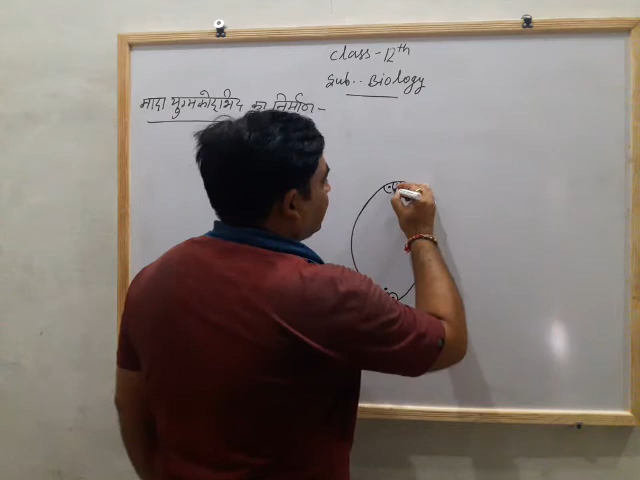 Class - 12th
Sub.. Biology
मादा युग्मकोद्भिद का निर्माण -